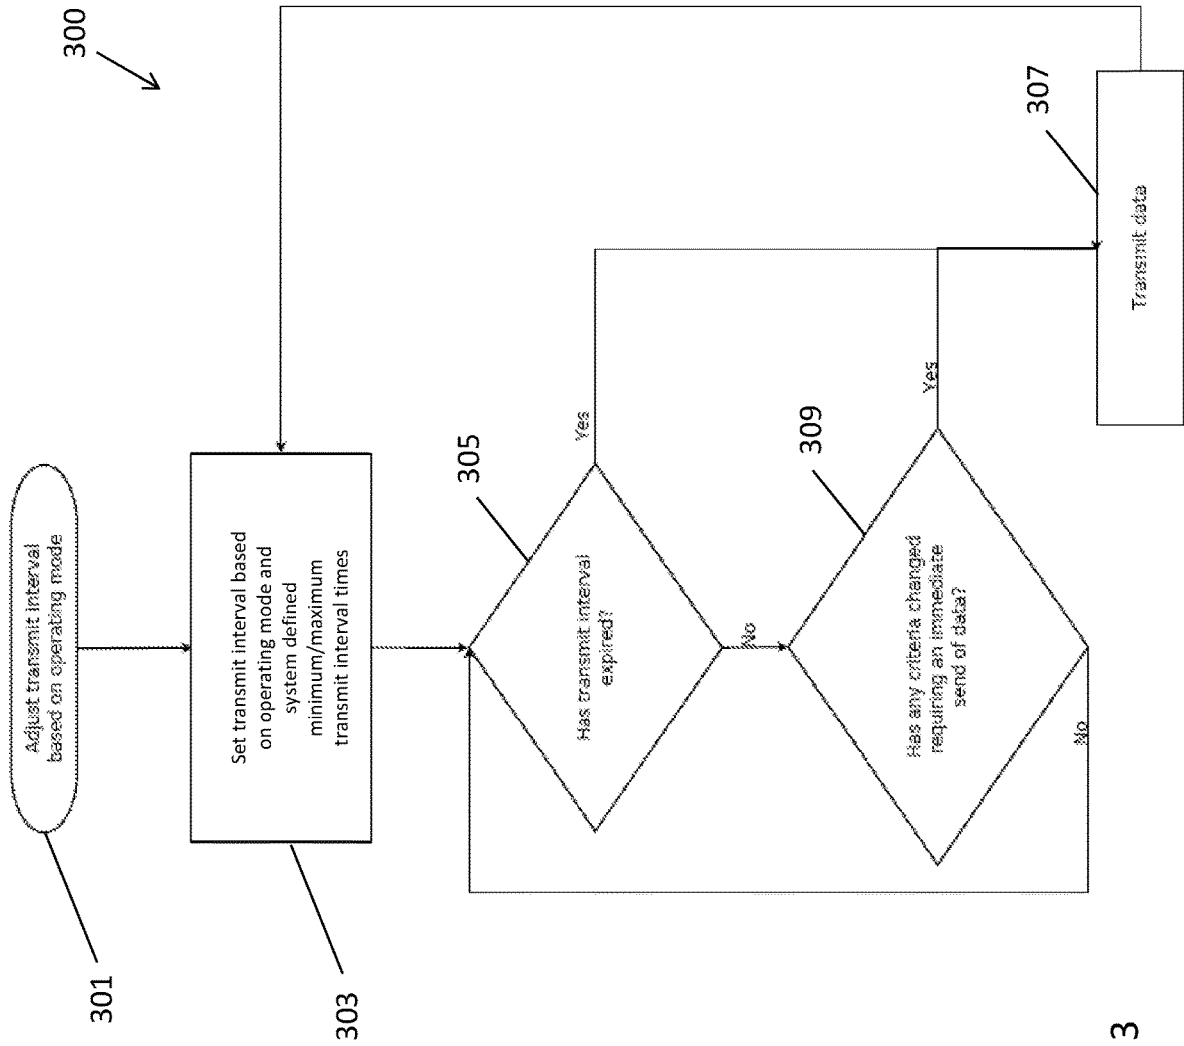 300
301
Adjust transmit interval
based on operating mode
303
Set transmit interval based
on operating mode and
system defined
minimum/maximum
transmit interval times
305
Has transmit interval
expired?
Yes
No
309
Has any criteria changed
requiring an immediate
send of data?
Yes
No
307
Transmit data
3